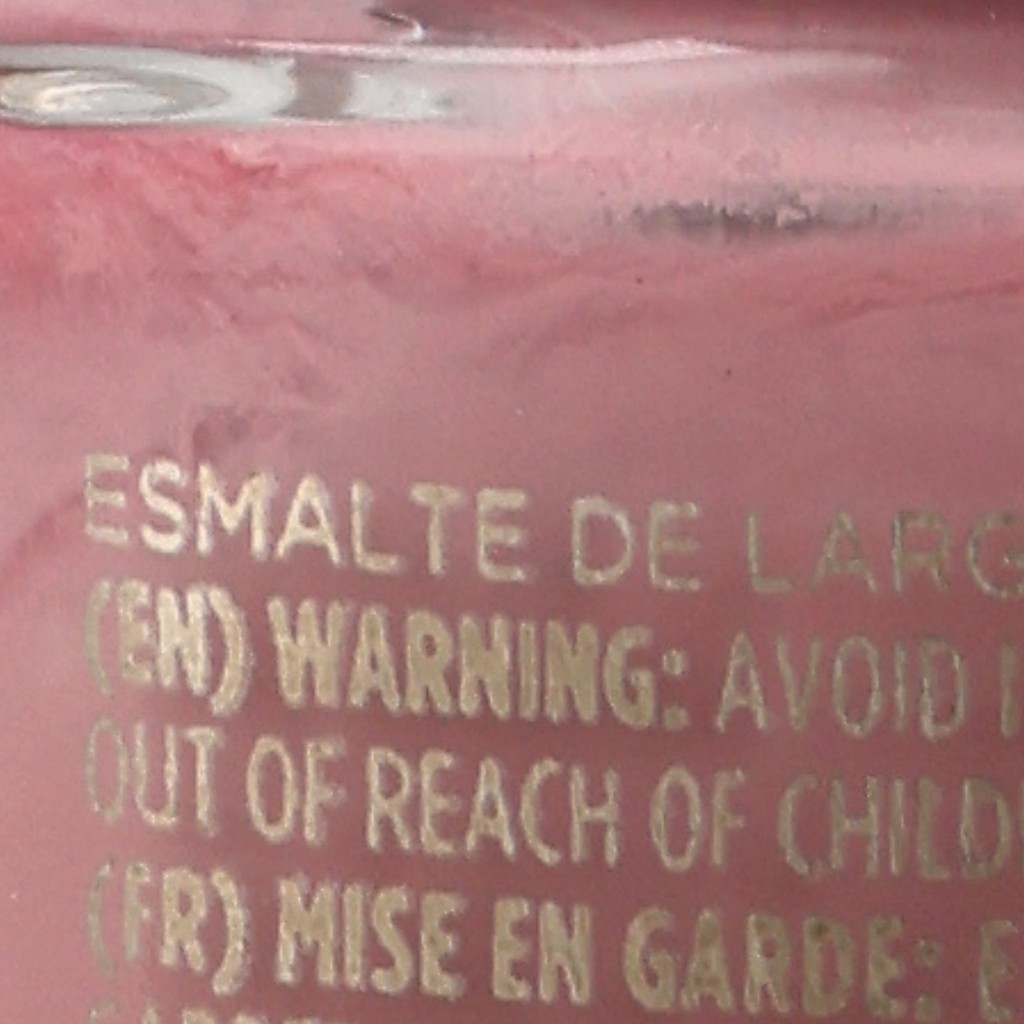 ESMALTE DE LARG
(EN) WARNING: AVOID I
OUT OF REACH OF CHILD
(FR) MISE EN GARDE: E